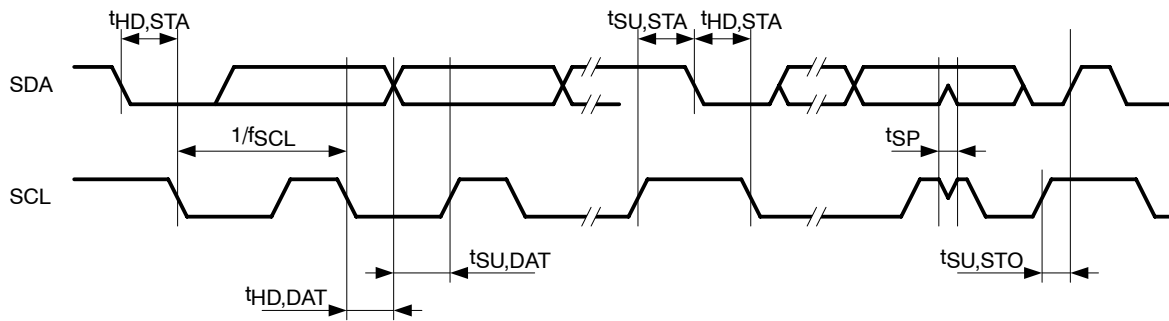 tHD,STA tSU,STA tHD,STA
SDA
1/fSCL tSP
SCL
tSU,DAT tSU,STO
tHD,DAT